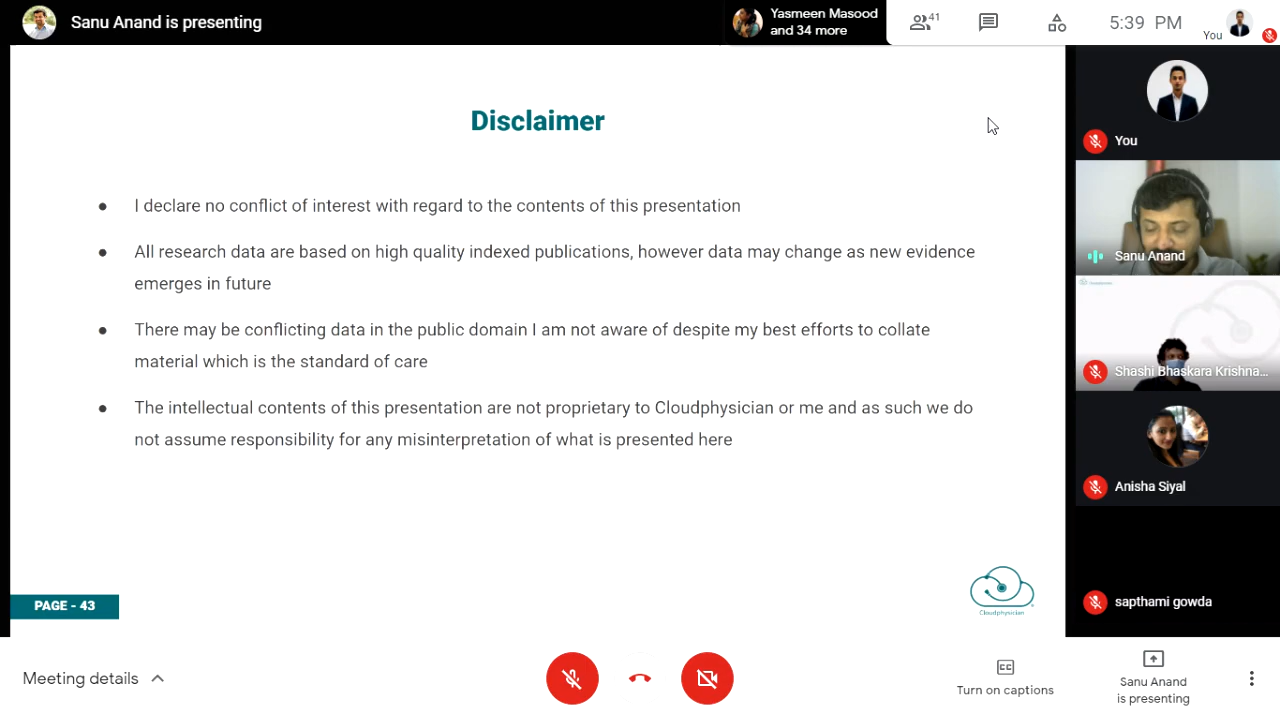 Sanu Anand is presenting
Yasmeen Masood
and 34 more
41
5:39 PM
You
Disclaimer
● I declare no conflict of interest with regard to the contents of this presentation
● All research data are based on high quality indexed publications, however data may change as new evidence
emerges in future
● There may be conflicting data in the public domain I am not aware of despite my best efforts to collate
material which is the standard of care
● The intellectual contents of this presentation are not proprietary to Cloudphysician or me and as such we do
not assume responsibility for any misinterpretation of what is presented here
PAGE - 43
Cloudphysician
You
Sanu Anand
Shashi Bhaskara Krishna...
Anisha Siyal
sapthami gowda
Meeting details
CC
Turn on captions
Sanu Anand
is presenting